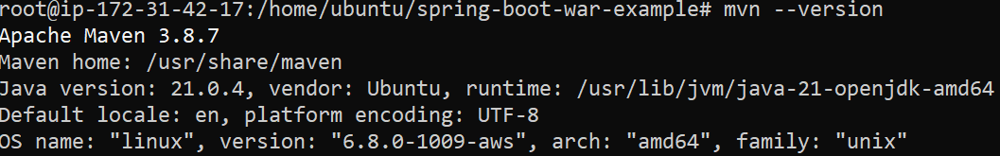 root@ip-172-31-42-17:/home/ubuntu/spring-boot-war-example# mvn --version
Apache Maven 3.8.7
Maven home: /usr/share/maven
Java version: 21.0.4, vendor: Ubuntu, runtime: /usr/lib/jvm/java-21-openjdk-amd64
Default locale: en, platform encoding: UTF-8
OS name: "linux", version: "6.8.0-1009-aws", arch: "amd64", family: "unix"